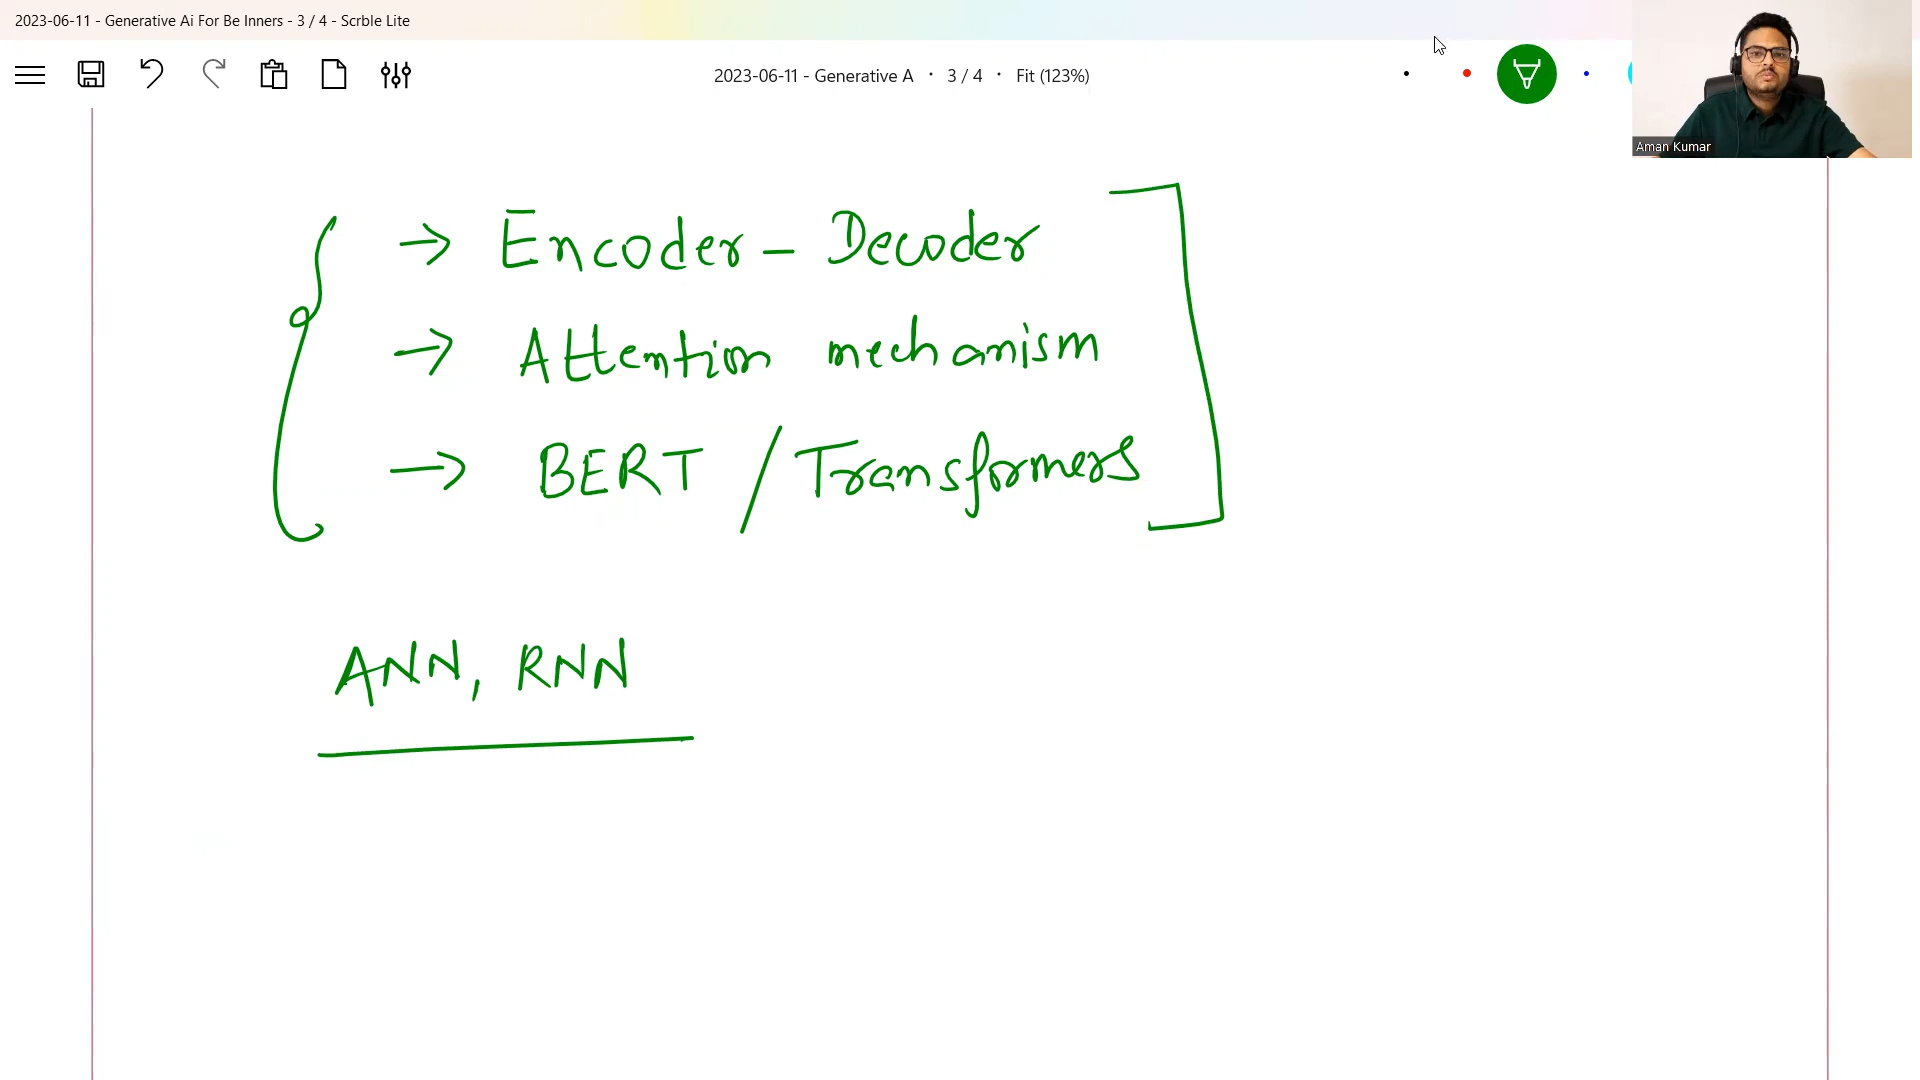 2023-06-11 - Generative Ai For Be Inners - 3 / 4 - Scrble Lite
2023-06-11 - Generative A · 3 / 4 · Fit (123%)
Aman Kumar
→ Encoder - Decoder
→ Attention mechanism
→ BERT / Transformers
ANN, RNN